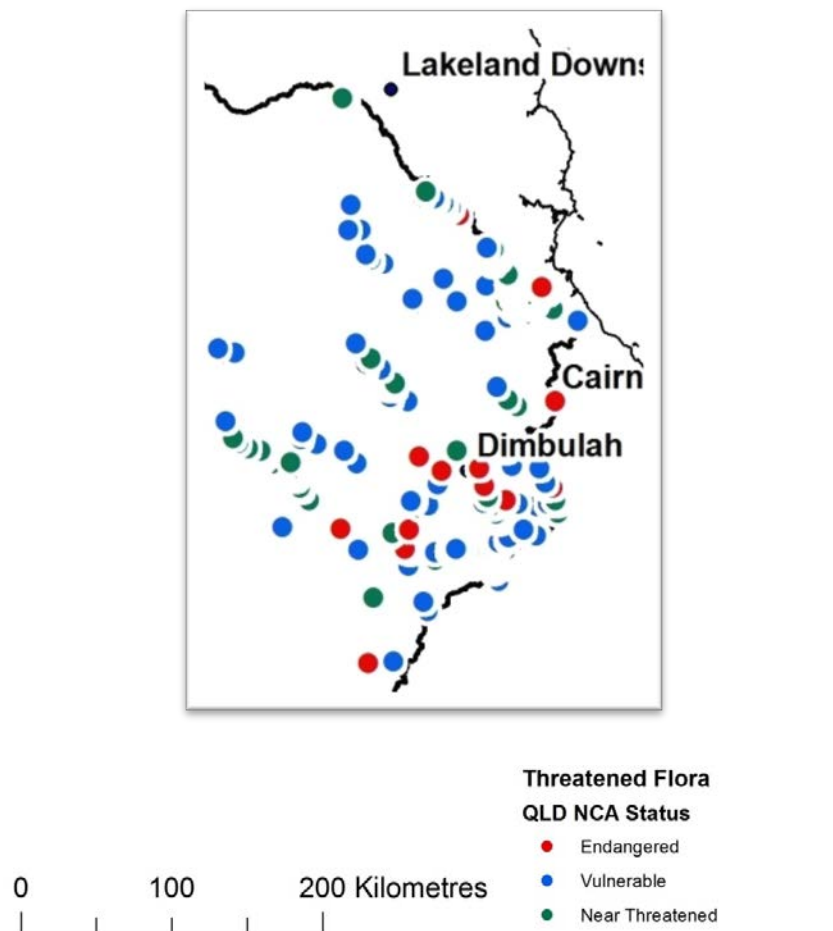 Lakeland Downs
Cairn
Dimbulah
Threatened Flora
QLD NCA Status
Endangered
Vulnerable
Near Threatened
0 100 200 Kilometres